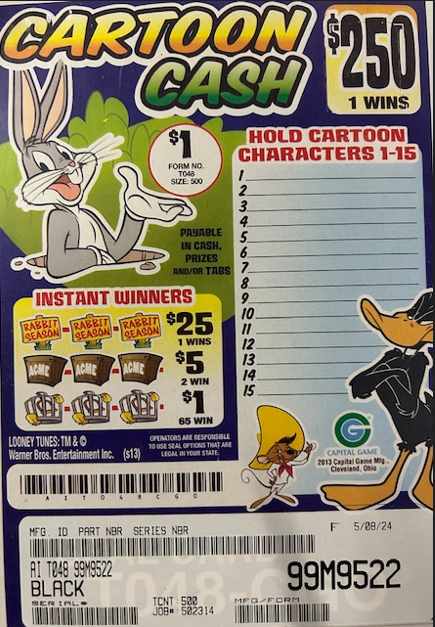 CARTOON
CASH
$250
1 WINS
$1
FORM NO.
T048
SIZE: 500
PAYABLE
IN CASH,
PRIZES
AND/OR TABS
HOLD CARTOON
CHARACTERS 1-15
1
2
3
4
5
6
7
8
9
10
11
12
13
14
15
INSTANT WINNERS
RABBIT SEASON - RABBIT SEASON - RABBIT SEASON - $25
1 WINS
ACME - ACME - ACME - $5
2 WIN
$1
65 WIN
LOONEY TUNES: TM & ©
Warner Bros. Entertainment Inc. (s13)
OPERATORS ARE RESPONSIBLE
TO USE SEAL OPTIONS THAT ARE
LEGAL IN YOUR STATE.
CG
CAPITAL GAME
2013 Capital Game Mfg.,
Cleveland, Ohio
A I T 0 4 8 C G 0
MFG. ID PART NBR SERIES NBR
F 5/08/24
AI T048 99M9522
BLACK
99M9522
SERIAL#
TCNT: 500
JOB#: 502314
MFG/FORM